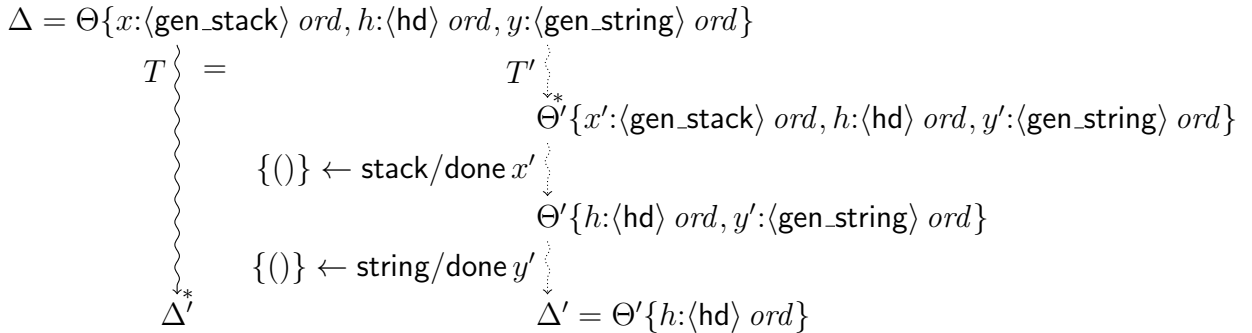 Δ = Θ{x:⟨gen_stack⟩ ord, h:⟨hd⟩ ord, y:⟨gen_string⟩ ord}
T = T′
* Θ′{x′:⟨gen_stack⟩ ord, h:⟨hd⟩ ord, y′:⟨gen_string⟩ ord}
{()} ← stack/done x′
Θ′{h:⟨hd⟩ ord, y′:⟨gen_string⟩ ord}
{()} ← string/done y′
* Δ′ Δ′ = Θ′{h:⟨hd⟩ ord}